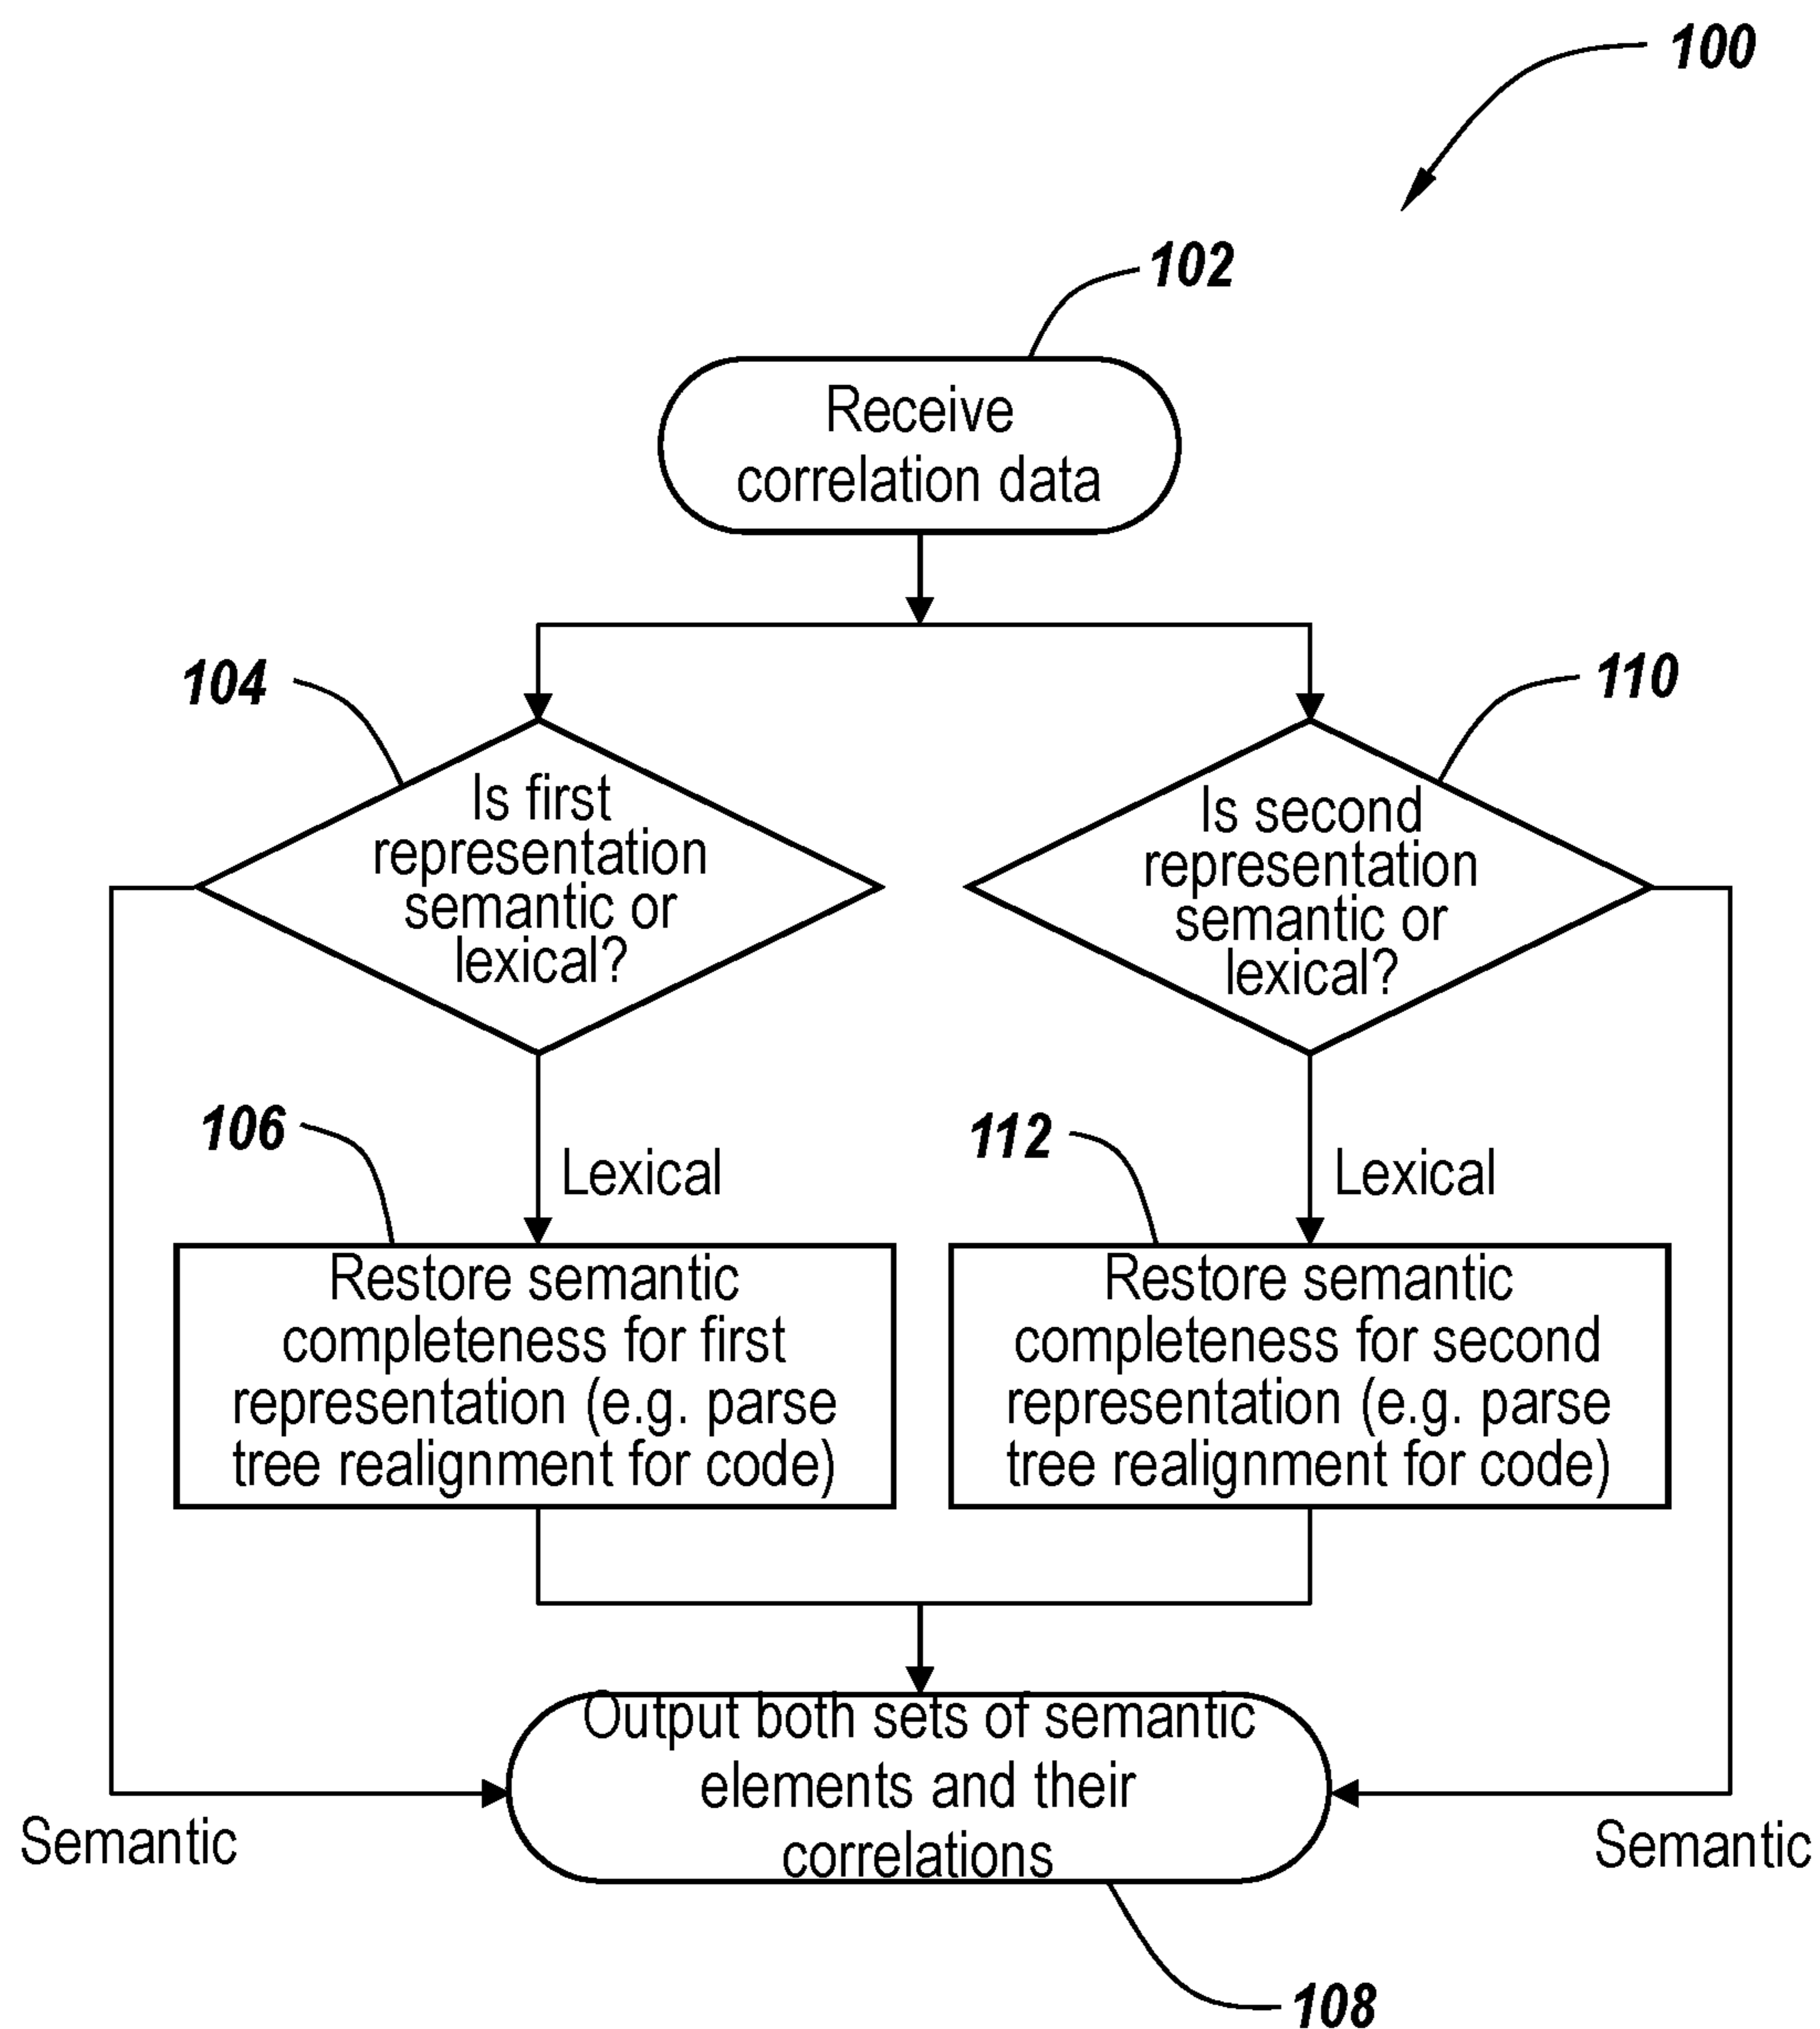 100
102
Receive
correlation data
104
110
Is first
representation
semantic or
lexical?
Is second
representation
semantic or
lexical?
106
Lexical
112
Lexical
Restore semantic
completeness for first
representation (e.g. parse
tree realignment for code)
Restore semantic
completeness for second
representation (e.g. parse
tree realignment for code)
Output both sets of semantic
elements and their
correlations
Semantic
Semantic
108